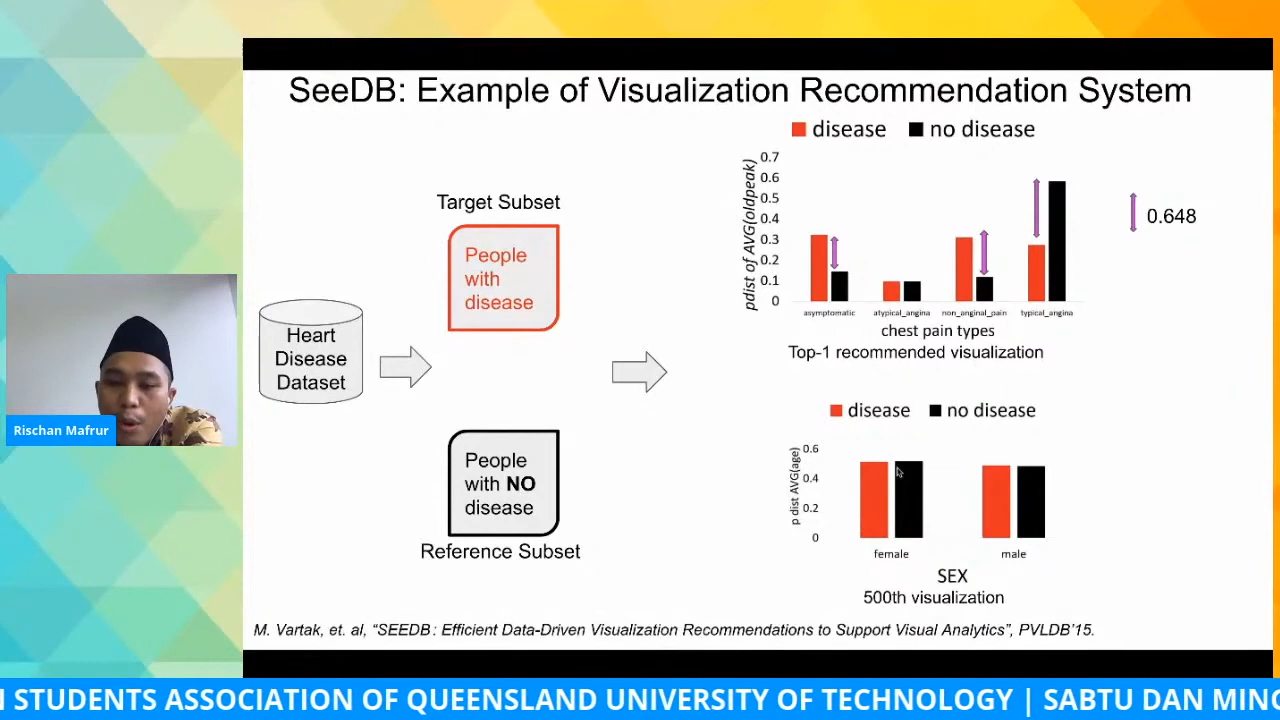 SeeDB: Example of Visualization Recommendation System
Target Subset
People
with
disease
Heart
Disease
Dataset
People
with NO
disease
Reference Subset
disease
no disease
pdist of AVG(oldpeak)
0.7
0.6
0.5
0.4
0.3
0.2
0.1
0
asymptomatic
atypical_angina
non_anginal_pain
typical_angina
chest pain types
Top-1 recommended visualization
0.648
disease
no disease
p dist AVG(age)
0.6
0.4
0.2
0
female
male
SEX
500th visualization
M. Vartak, et. al, “SEEDB: Efficient Data-Driven Visualization Recommendations to Support Visual Analytics”, PVLDB’15.
Rischan Mafrur
N STUDENTS ASSOCIATION OF QUEENSLAND UNIVERSITY OF TECHNOLOGY | SABTU DAN MING